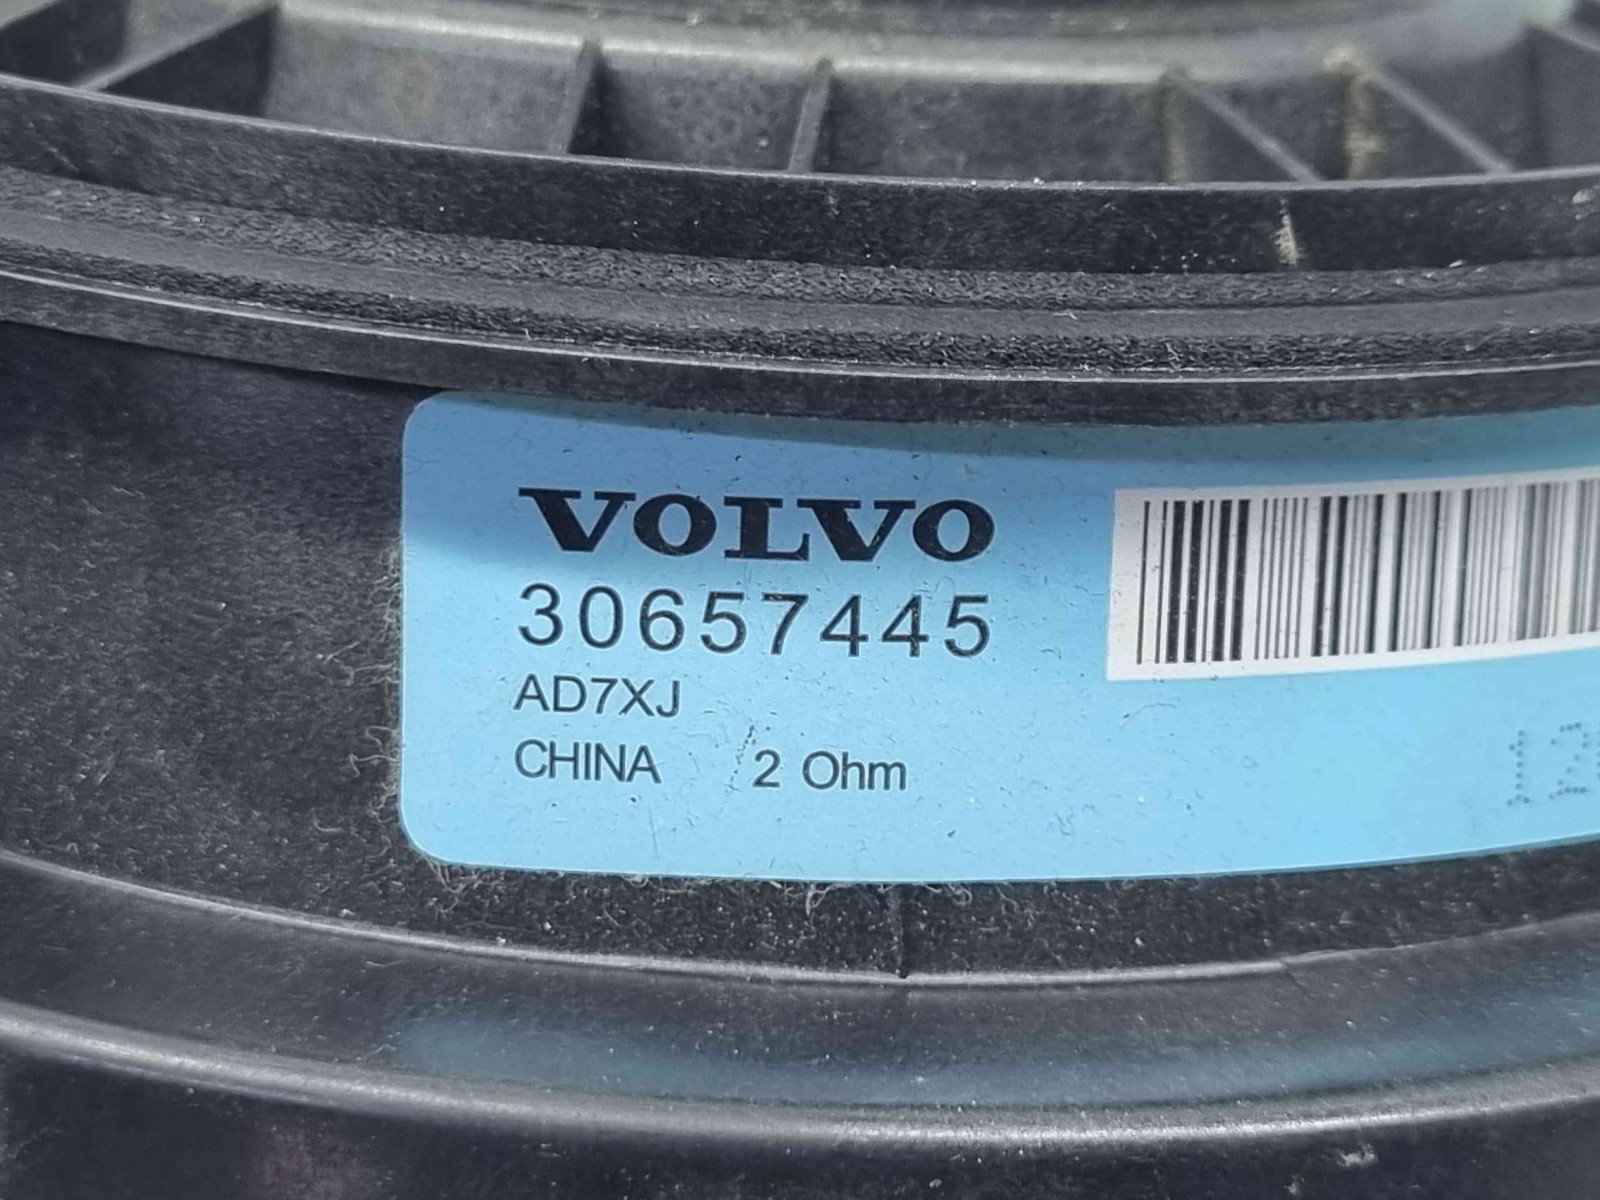 VOLVO
30657445
AD7XJ
CHINA 2 Ohm